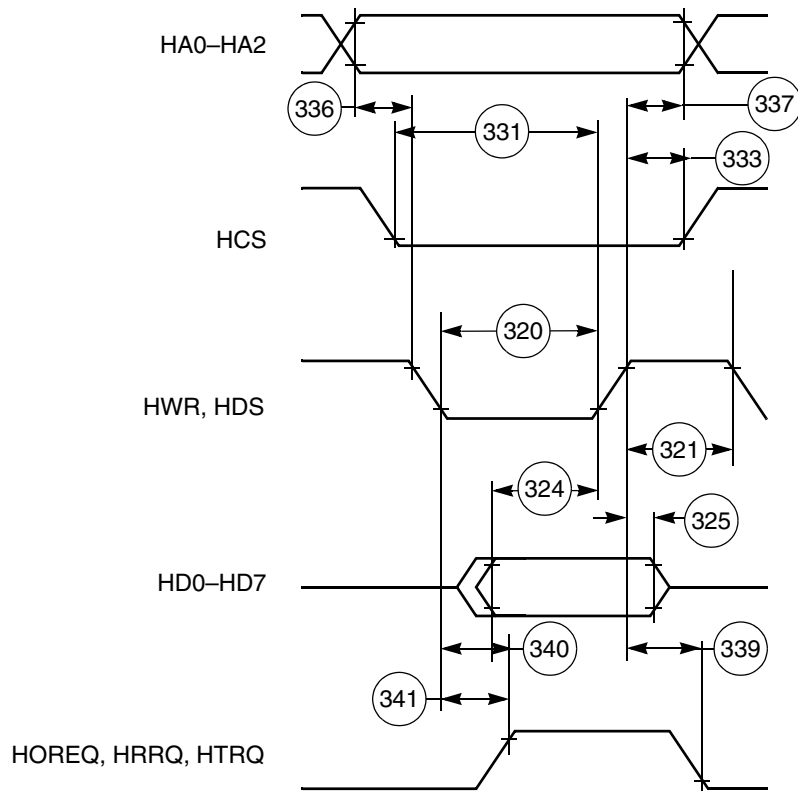 HA0–HA2
336
337
331
333
HCS
320
HWR, HDS
321
324
325
HD0–HD7
340
339
341
HOREQ, HRRQ, HTRQ